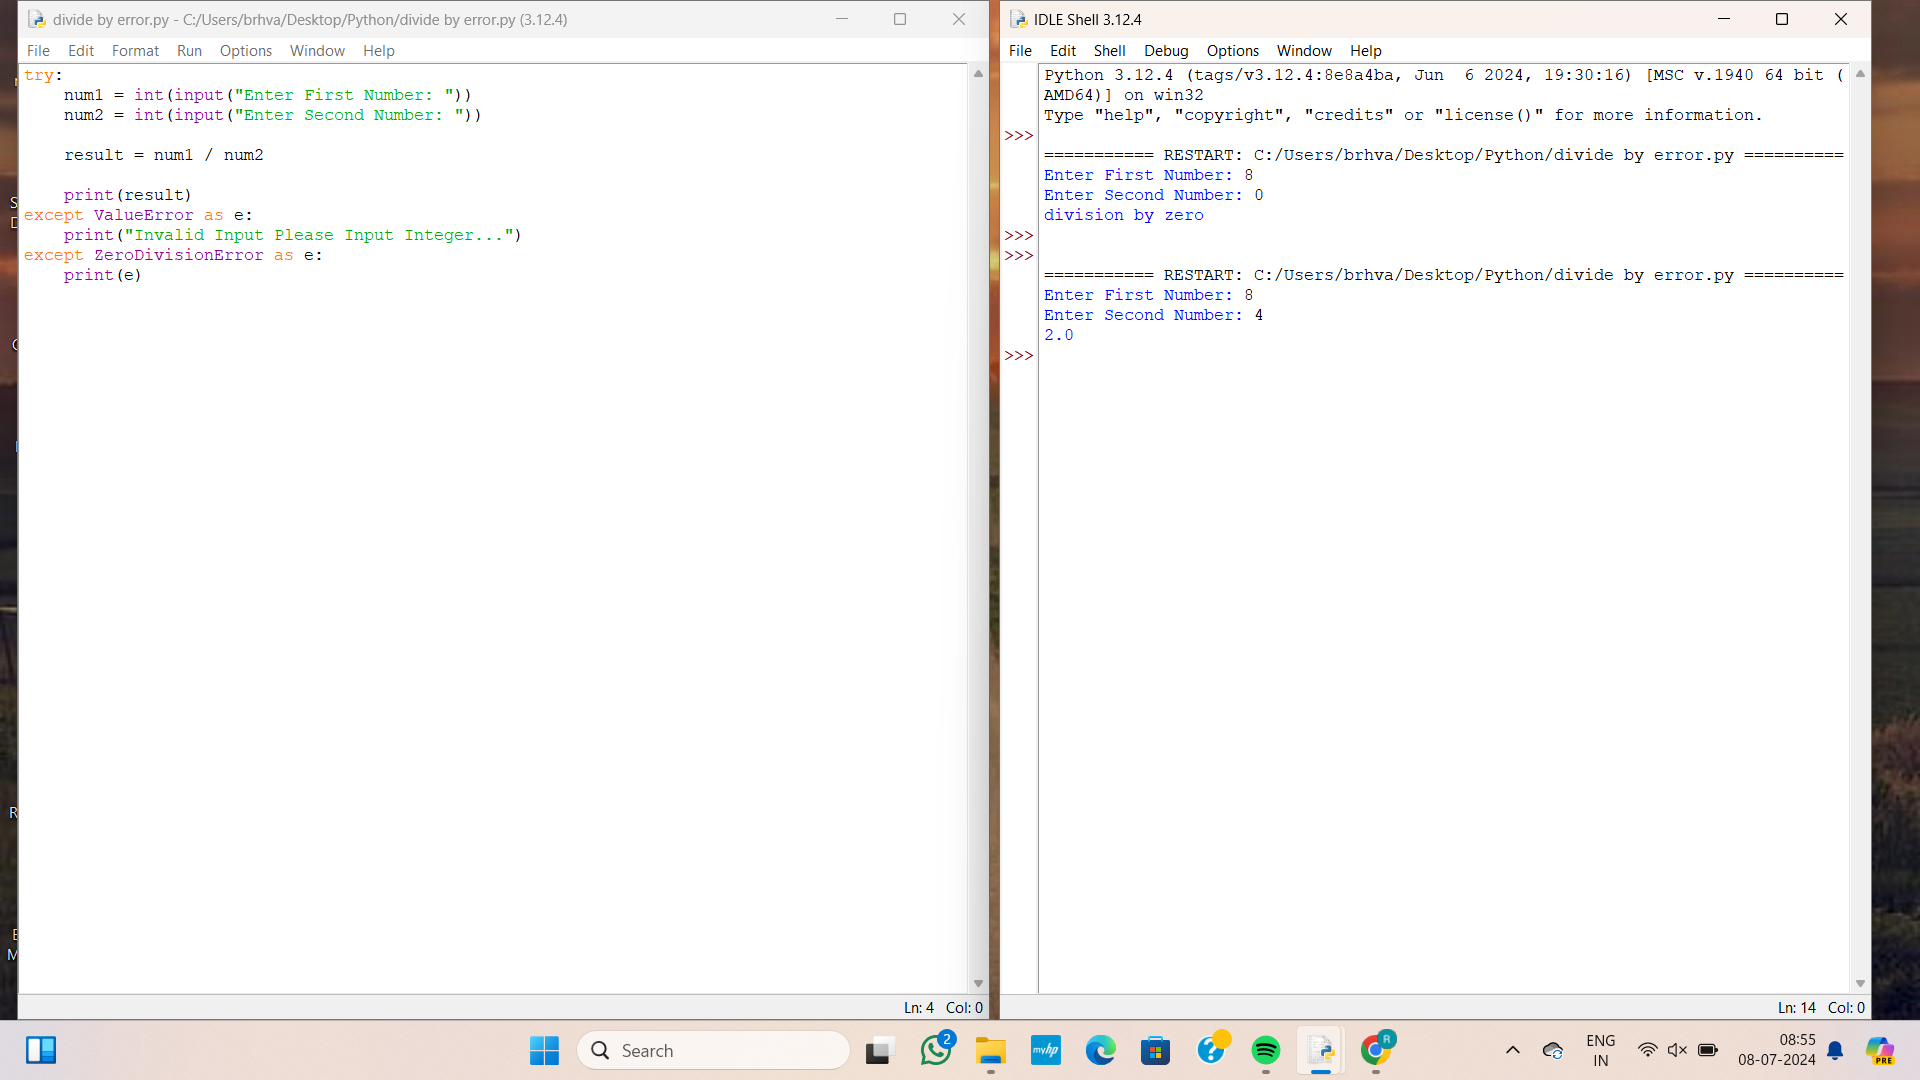 divide by error.py - C:/Users/brhva/Desktop/Python/divide by error.py (3.12.4)
File Edit Format Run Options Window Help
try:
    num1 = int(input("Enter First Number: "))
    num2 = int(input("Enter Second Number: "))
    result = num1 / num2
    print(result)
except ValueError as e:
    print("Invalid Input Please Input Integer...")
except ZeroDivisionError as e:
    print(e)
Ln: 4 Col: 0
IDLE Shell 3.12.4
File Edit Shell Debug Options Window Help
Python 3.12.4 (tags/v3.12.4:8e8a4ba, Jun  6 2024, 19:30:16) [MSC v.1940 64 bit (
AMD64)] on win32
Type "help", "copyright", "credits" or "license()" for more information.
>>>
=========== RESTART: C:/Users/brhva/Desktop/Python/divide by error.py ==========
Enter First Number: 8
Enter Second Number: 0
division by zero
>>>
>>>
=========== RESTART: C:/Users/brhva/Desktop/Python/divide by error.py ==========
Enter First Number: 8
Enter Second Number: 4
2.0
>>>
Ln: 14 Col: 0
Search
2
myhp
R
ENG
IN
08:55
08-07-2024
PRE